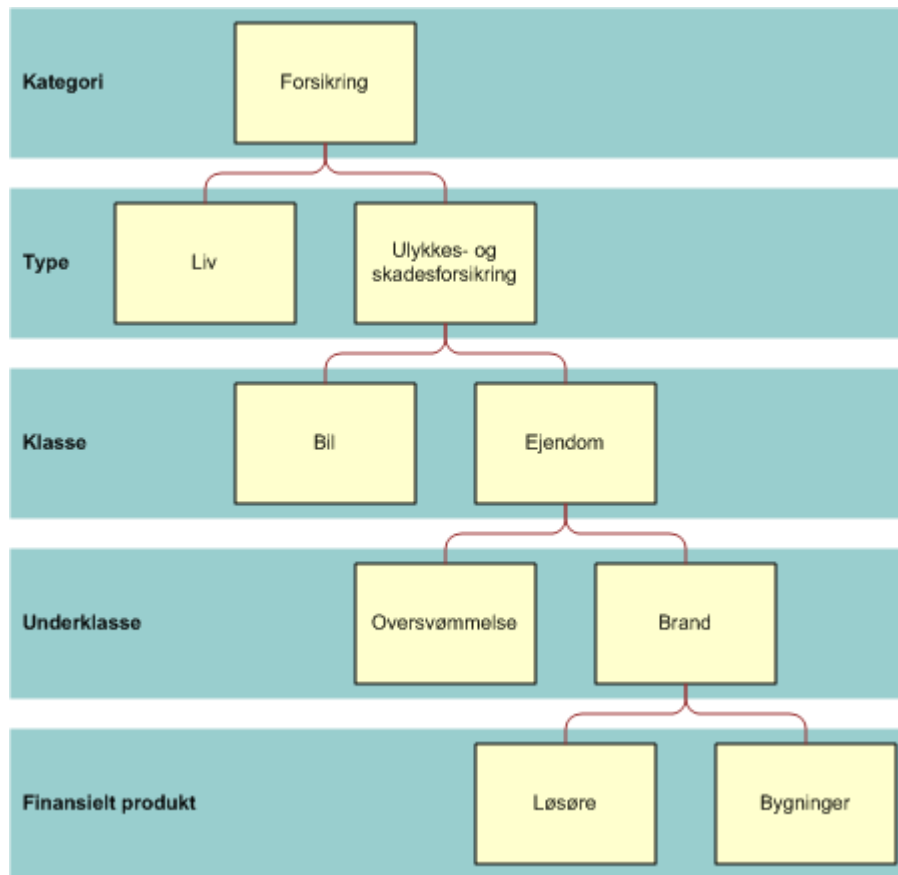 Kategori
Forsikring
Type
Liv
Ulykkes- og
skadesforsikring
Klasse
Bil
Ejendom
Underklasse
Oversvømmelse
Brand
Finansielt produkt
Løsøre
Bygninger